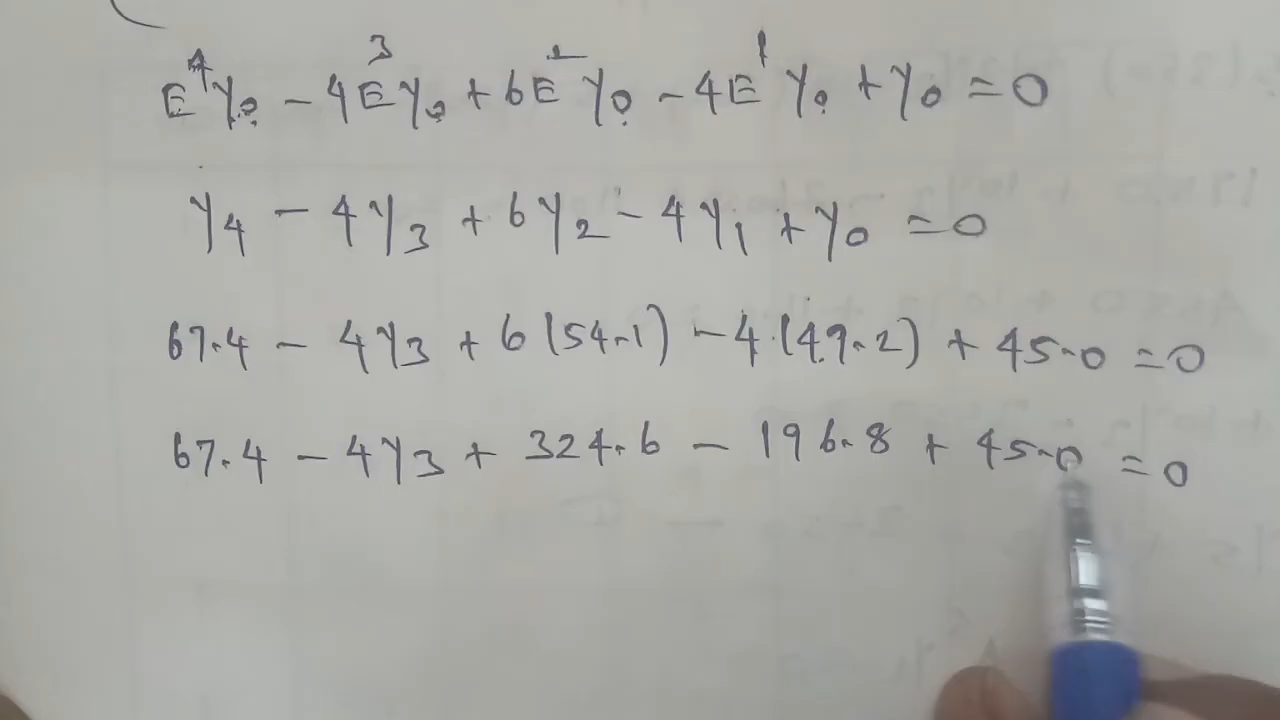 E⁴y₀ - 4E³y₀ + 6E²y₀ - 4E¹y₀ + y₀ = 0
y₄ - 4y₃ + 6y₂ - 4y₁ + y₀ = 0
67.4 - 4y₃ + 6(54.1) - 4(49.2) + 45.0 = 0
67.4 - 4y₃ + 324.6 - 196.8 + 45.0 = 0